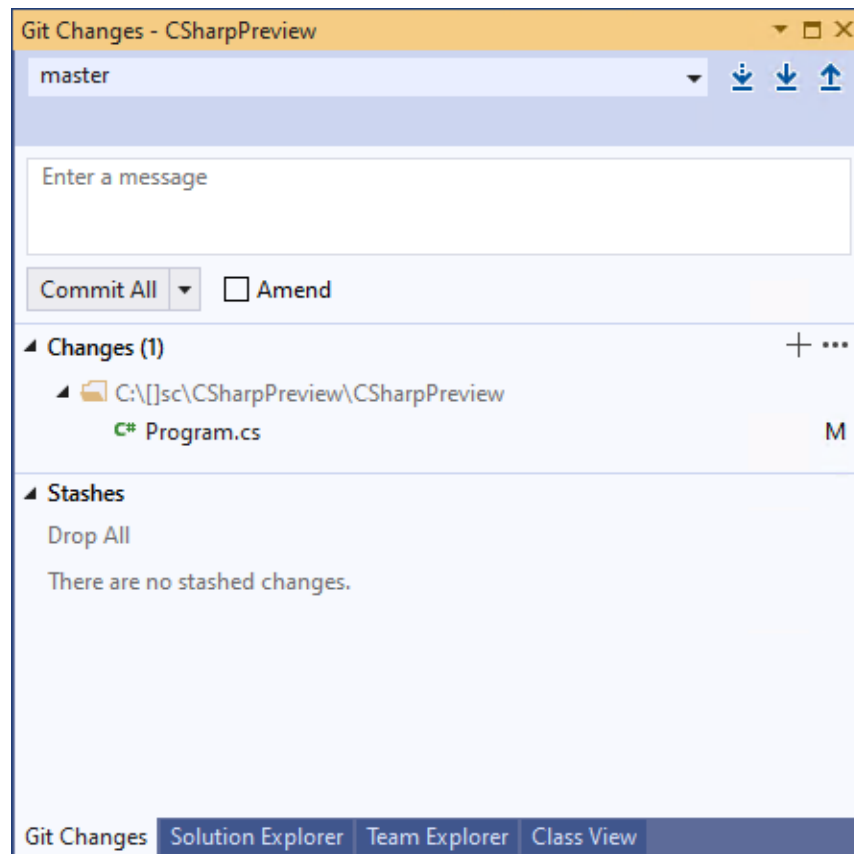 Git Changes - CSharpPreview
master
Enter a message
Commit All Amend
Changes (1)
C:\[]sc\CSharpPreview\CSharpPreview
C# Program.cs M
Stashes
Drop All
There are no stashed changes.
Git Changes Solution Explorer Team Explorer Class View